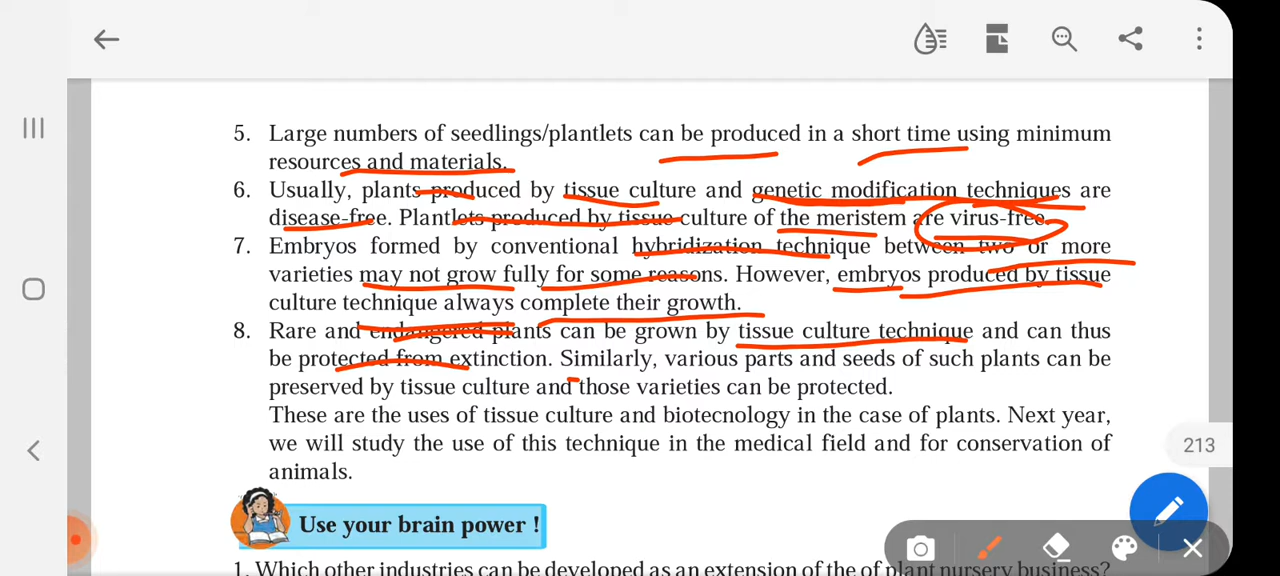 5. Large numbers of seedlings/plantlets can be produced in a short time using minimum
resources and materials.
6. Usually, plants produced by tissue culture and genetic modification techniques are
disease-free. Plantlets produced by tissue culture of the meristem are virus-free.
7. Embryos formed by conventional hybridization technique between two or more
varieties may not grow fully for some reasons. However, embryos produced by tissue
culture technique always complete their growth.
8. Rare and endangered plants can be grown by tissue culture technique and can thus
be protected from extinction. Similarly, various parts and seeds of such plants can be
preserved by tissue culture and those varieties can be protected.
These are the uses of tissue culture and biotecnology in the case of plants. Next year,
we will study the use of this technique in the medical field and for conservation of
animals.
213
Use your brain power !
1. Which other industries can be developed as an extension of the of plant nursery business?